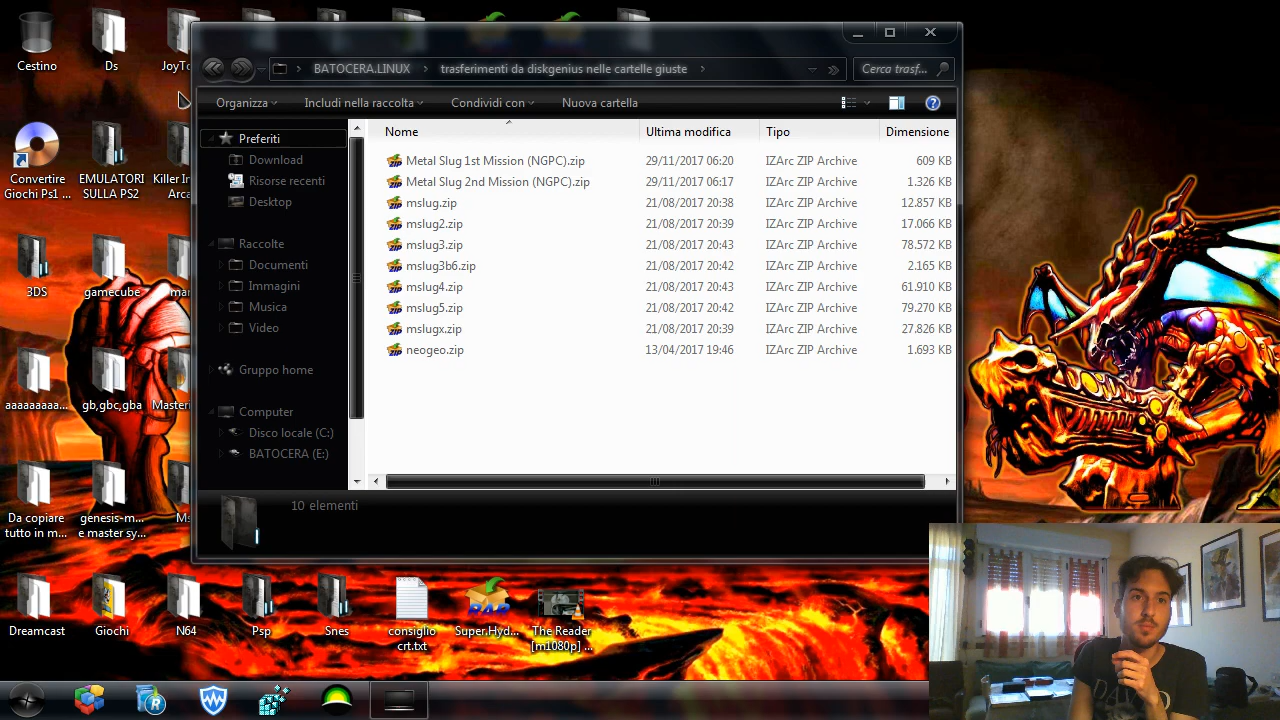 Cestino
Ds
JoyTo
Convertire
Giochi Ps1 ...
EMULATORI
SULLA PS2
Killer In
Arca
3DS
gamecube
aaaaaaaaa...
gb,gbc,gba
Da copiare
tutto in m...
genesis-m...
e master sy...
Dreamcast
Giochi
N64
Psp
Snes
consiglio
crt.txt
Super.Hyd...
The Reader
[m1080p] ...
BATOCERA.LINUX
trasferimenti da diskgenius nelle cartelle giuste
Cerca trasf...
Organizza
Includi nella raccolta
Condividi con
Nuova cartella
Preferiti
Download
Risorse recenti
Desktop
Raccolte
Documenti
Immagini
Musica
Video
Gruppo home
Computer
Disco locale (C:)
BATOCERA (E:)
Nome Ultima modifica Tipo Dimensione
Metal Slug 1st Mission (NGPC).zip 29/11/2017 06:20 IZArc ZIP Archive 609 KB
Metal Slug 2nd Mission (NGPC).zip 29/11/2017 06:17 IZArc ZIP Archive 1.326 KB
mslug.zip 21/08/2017 20:38 IZArc ZIP Archive 12.857 KB
mslug2.zip 21/08/2017 20:39 IZArc ZIP Archive 17.066 KB
mslug3.zip 21/08/2017 20:43 IZArc ZIP Archive 78.572 KB
mslug3b6.zip 21/08/2017 20:42 IZArc ZIP Archive 2.165 KB
mslug4.zip 21/08/2017 20:43 IZArc ZIP Archive 61.910 KB
mslug5.zip 21/08/2017 20:42 IZArc ZIP Archive 79.270 KB
mslugx.zip 21/08/2017 20:39 IZArc ZIP Archive 27.826 KB
neogeo.zip 13/04/2017 19:46 IZArc ZIP Archive 1.693 KB
10 elementi